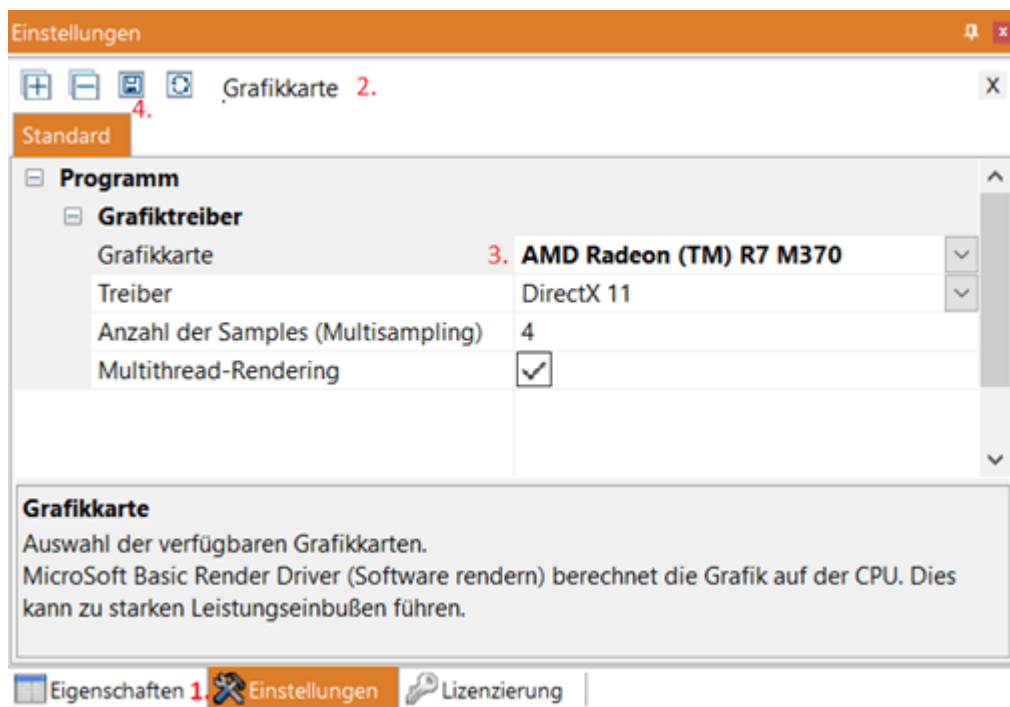 Einstellungen
Grafikkarte 2.
X
4.
Standard
Programm
Grafiktreiber
Grafikkarte 3. AMD Radeon (TM) R7 M370
Treiber DirectX 11
Anzahl der Samples (Multisampling) 4
Multithread-Rendering
Grafikkarte
Auswahl der verfügbaren Grafikkarten.
MicroSoft Basic Render Driver (Software rendern) berechnet die Grafik auf der CPU. Dies
kann zu starken Leistungseinbußen führen.
Eigenschaften 1. Einstellungen Lizenzierung